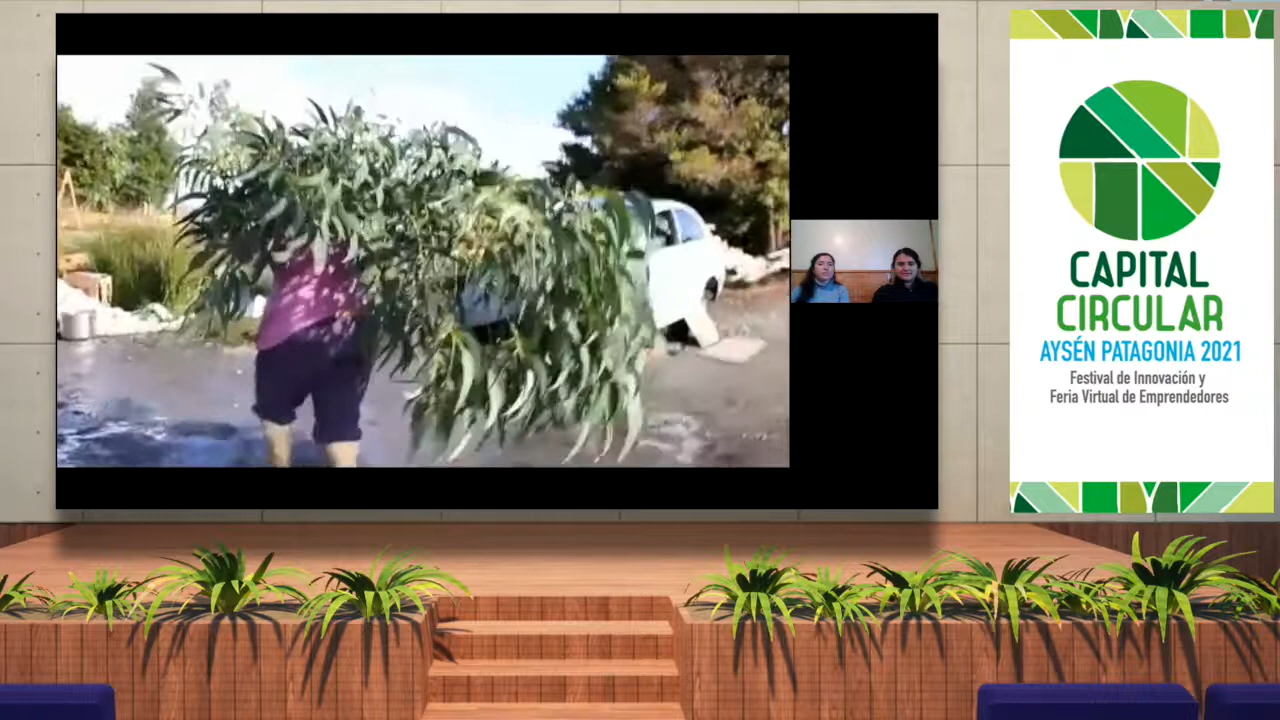 CAPITAL
CIRCULAR
AYSÉN PATAGONIA 2021
Festival de Innovación y
Feria Virtual de Emprendedores